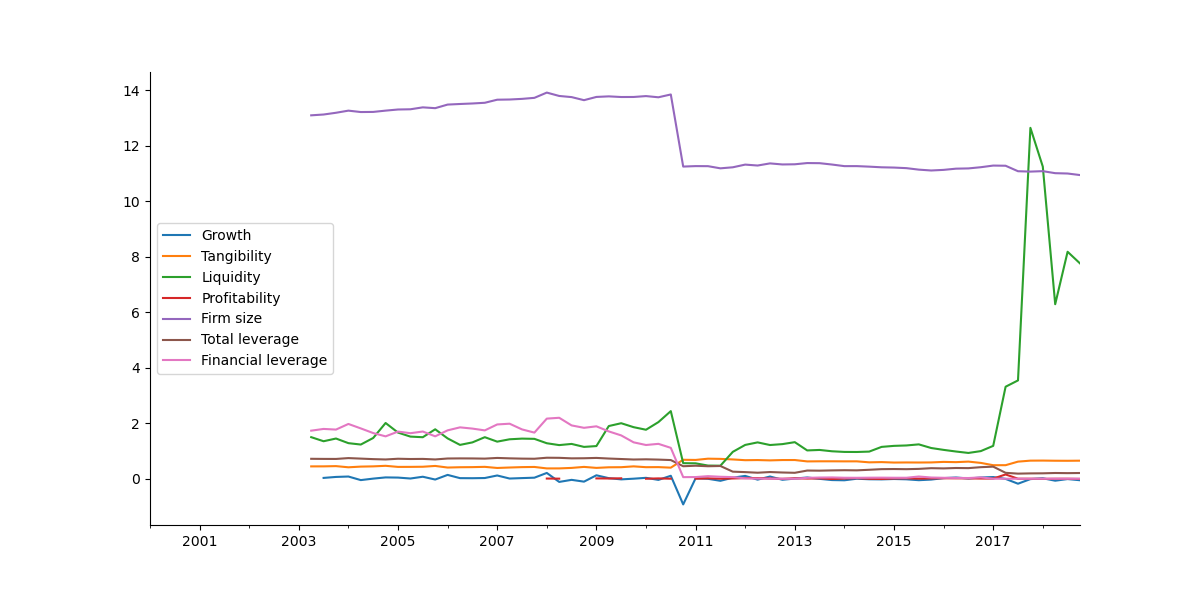 14
12
10
8
6
4
2
0
Growth
Tangibility
Liquidity
Profitability
Firm size
Total leverage
Financial leverage
2001 2003 2005 2007 2009 2011 2013 2015 2017